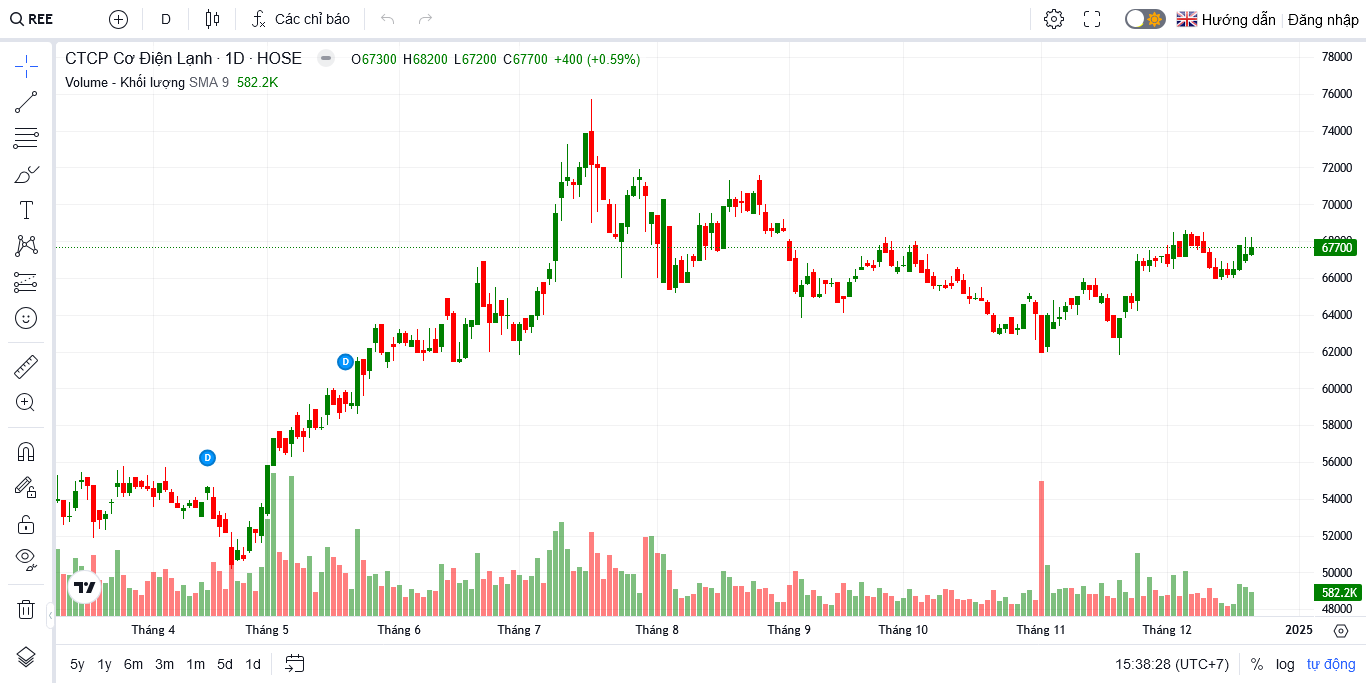 REE D Các chỉ báo Hướng dẫn Đăng nhập
CTCP Cơ Điện Lạnh · 1D · HOSE O67300 H68200 L67200 C67700 +400 (+0.59%)
Volume - Khối lượng SMA 9 582.2K
78000
76000
74000
72000
70000
67700
66000
64000
62000
60000
58000
56000
54000
52000
50000
582.2K
48000
D
D
Tháng 4 Tháng 5 Tháng 6 Tháng 7 Tháng 8 Tháng 9 Tháng 10 Tháng 11 Tháng 12 2025
5y 1y 6m 3m 1m 5d 1d 15:38:28 (UTC+7) % log tự động